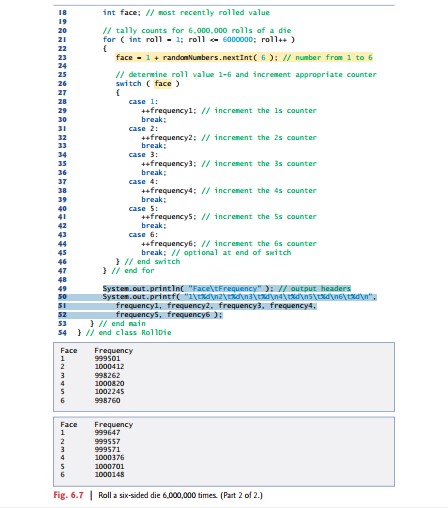 18 int face; // most recently rolled value
19
20 // tally counts for 6,000,000 rolls of a die
21 for ( int roll = 1; roll <= 6000000; roll++ )
22 {
23 face = 1 + randomNumbers.nextInt( 6 ); // number from 1 to 6
24
25 // determine roll value 1-6 and increment appropriate counter
26 switch ( face )
27 {
28 case 1:
29 ++frequency1; // increment the 1s counter
30 break;
31 case 2:
32 ++frequency2; // increment the 2s counter
33 break;
34 case 3:
35 ++frequency3; // increment the 3s counter
36 break;
37 case 4:
38 ++frequency4; // increment the 4s counter
39 break;
40 case 5:
41 ++frequency5; // increment the 5s counter
42 break;
43 case 6:
44 ++frequency6; // increment the 6s counter
45 break; // optional at end of switch
46 } // end switch
47 } // end for
48
49 System.out.println( "Face\tFrequency" ); // output headers
50 System.out.printf( "1\t%d\n2\t%d\n3\t%d\n4\t%d\n5\t%d\n6\t%d\n",
51 frequency1, frequency2, frequency3, frequency4,
52 frequency5, frequency6 );
53 } // end main
54 } // end class RollDie
Face Frequency
1 999501
2 1000412
3 998262
4 1000820
5 1002245
6 998760
Face Frequency
1 999647
2 999557
3 999571
4 1000376
5 1000701
6 1000148
Fig. 6.7 | Roll a six-sided die 6,000,000 times. (Part 2 of 2.)